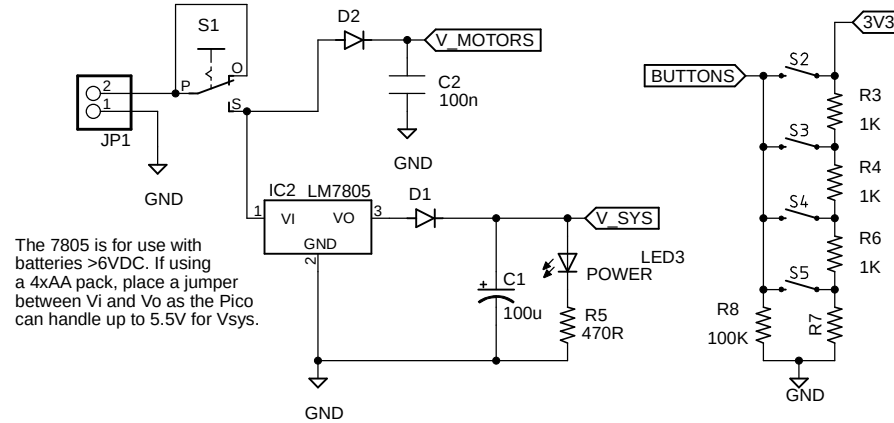 S1
D2
V_MOTORS
3V3
O
P
S
2
1
JP1
GND
C2
100n
GND
BUTTONS
S2
R3
1K
S3
R4
1K
S4
R6
1K
S5
R8
100K
R7
GND
IC2 LM7805
1 VI VO 3
GND
2
D1
V_SYS
LED3
POWER
+
C1
100u
R5
470R
GND
The 7805 is for use with
batteries >6VDC. If using
a 4xAA pack, place a jumper
between Vi and Vo as the Pico
can handle up to 5.5V for Vsys.